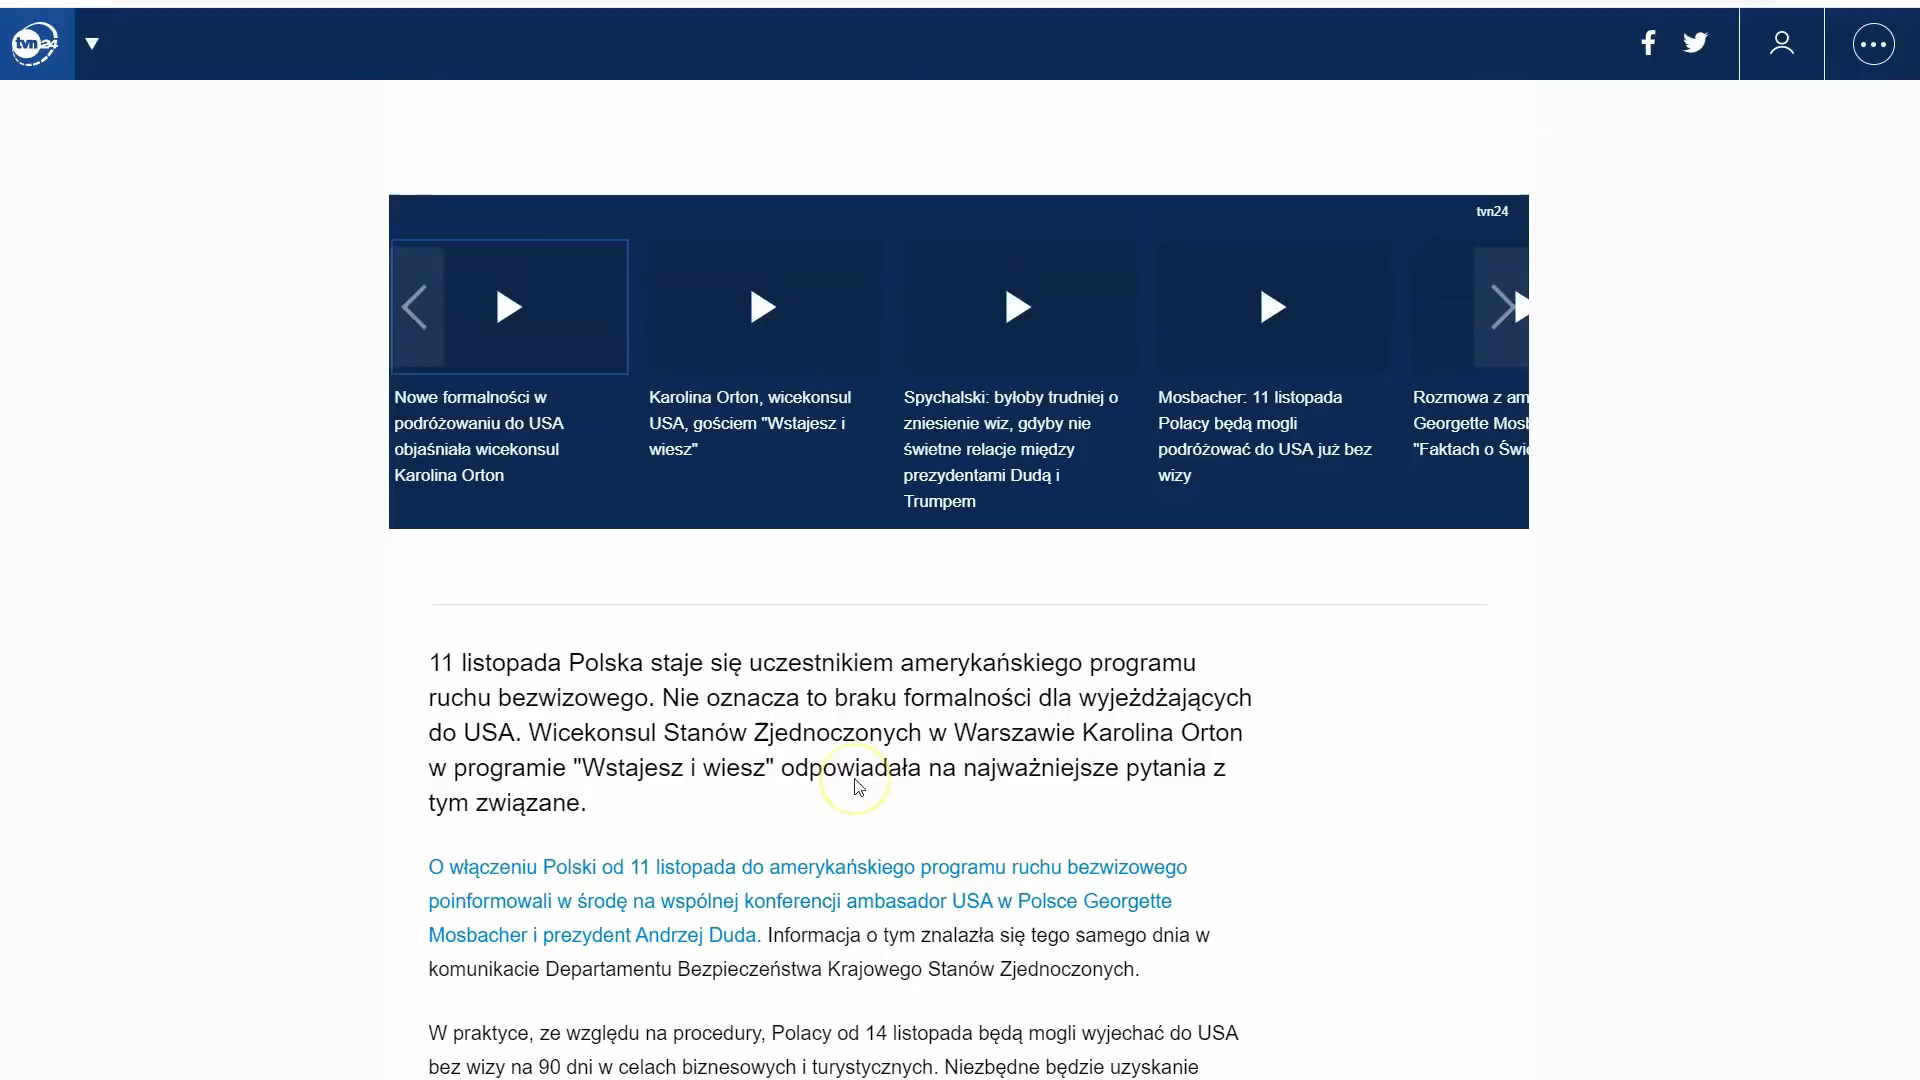 tvn24
tvn24
Nowe formalności w
podróżowaniu do USA
objaśniała wicekonsul
Karolina Orton
Karolina Orton, wicekonsul
USA, gościem "Wstajesz i
wiesz"
Spychalski: byłoby trudniej o
zniesienie wiz, gdyby nie
świetne relacje między
prezydentami Dudą i
Trumpem
Mosbacher: 11 listopada
Polacy będą mogli
podróżować do USA już bez
wizy
Rozmowa z am
Georgette Mosb
"Faktach o Świe
11 listopada Polska staje się uczestnikiem amerykańskiego programu
ruchu bezwizowego. Nie oznacza to braku formalności dla wyjeżdżających
do USA. Wicekonsul Stanów Zjednoczonych w Warszawie Karolina Orton
w programie "Wstajesz i wiesz" odpowiadała na najważniejsze pytania z
tym związane.
O włączeniu Polski od 11 listopada do amerykańskiego programu ruchu bezwizowego
poinformowali w środę na wspólnej konferencji ambasador USA w Polsce Georgette
Mosbacher i prezydent Andrzej Duda. Informacja o tym znalazła się tego samego dnia w
komunikacie Departamentu Bezpieczeństwa Krajowego Stanów Zjednoczonych.
W praktyce, ze względu na procedury, Polacy od 14 listopada będą mogli wyjechać do USA
bez wizy na 90 dni w celach biznesowych i turystycznych. Niezbędne będzie uzyskanie